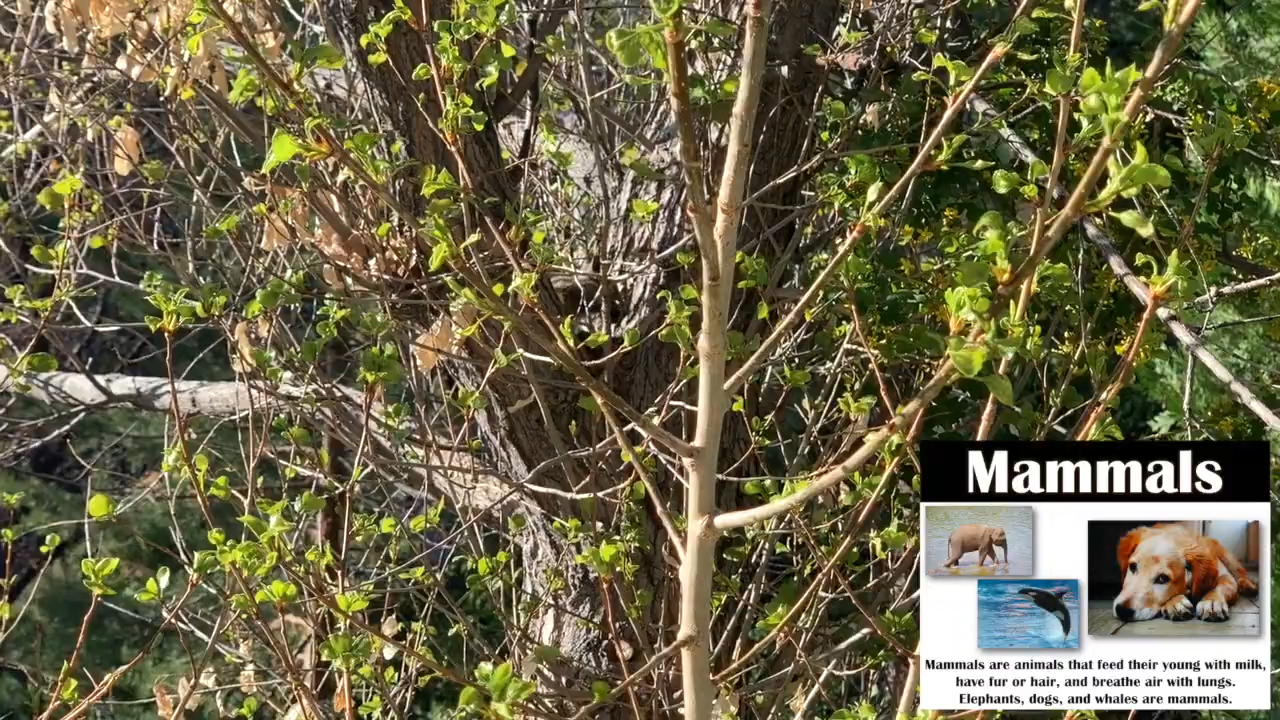 Mammals
Mammals are animals that feed their young with milk,
have fur or hair, and breathe air with lungs.
Elephants, dogs, and whales are mammals.